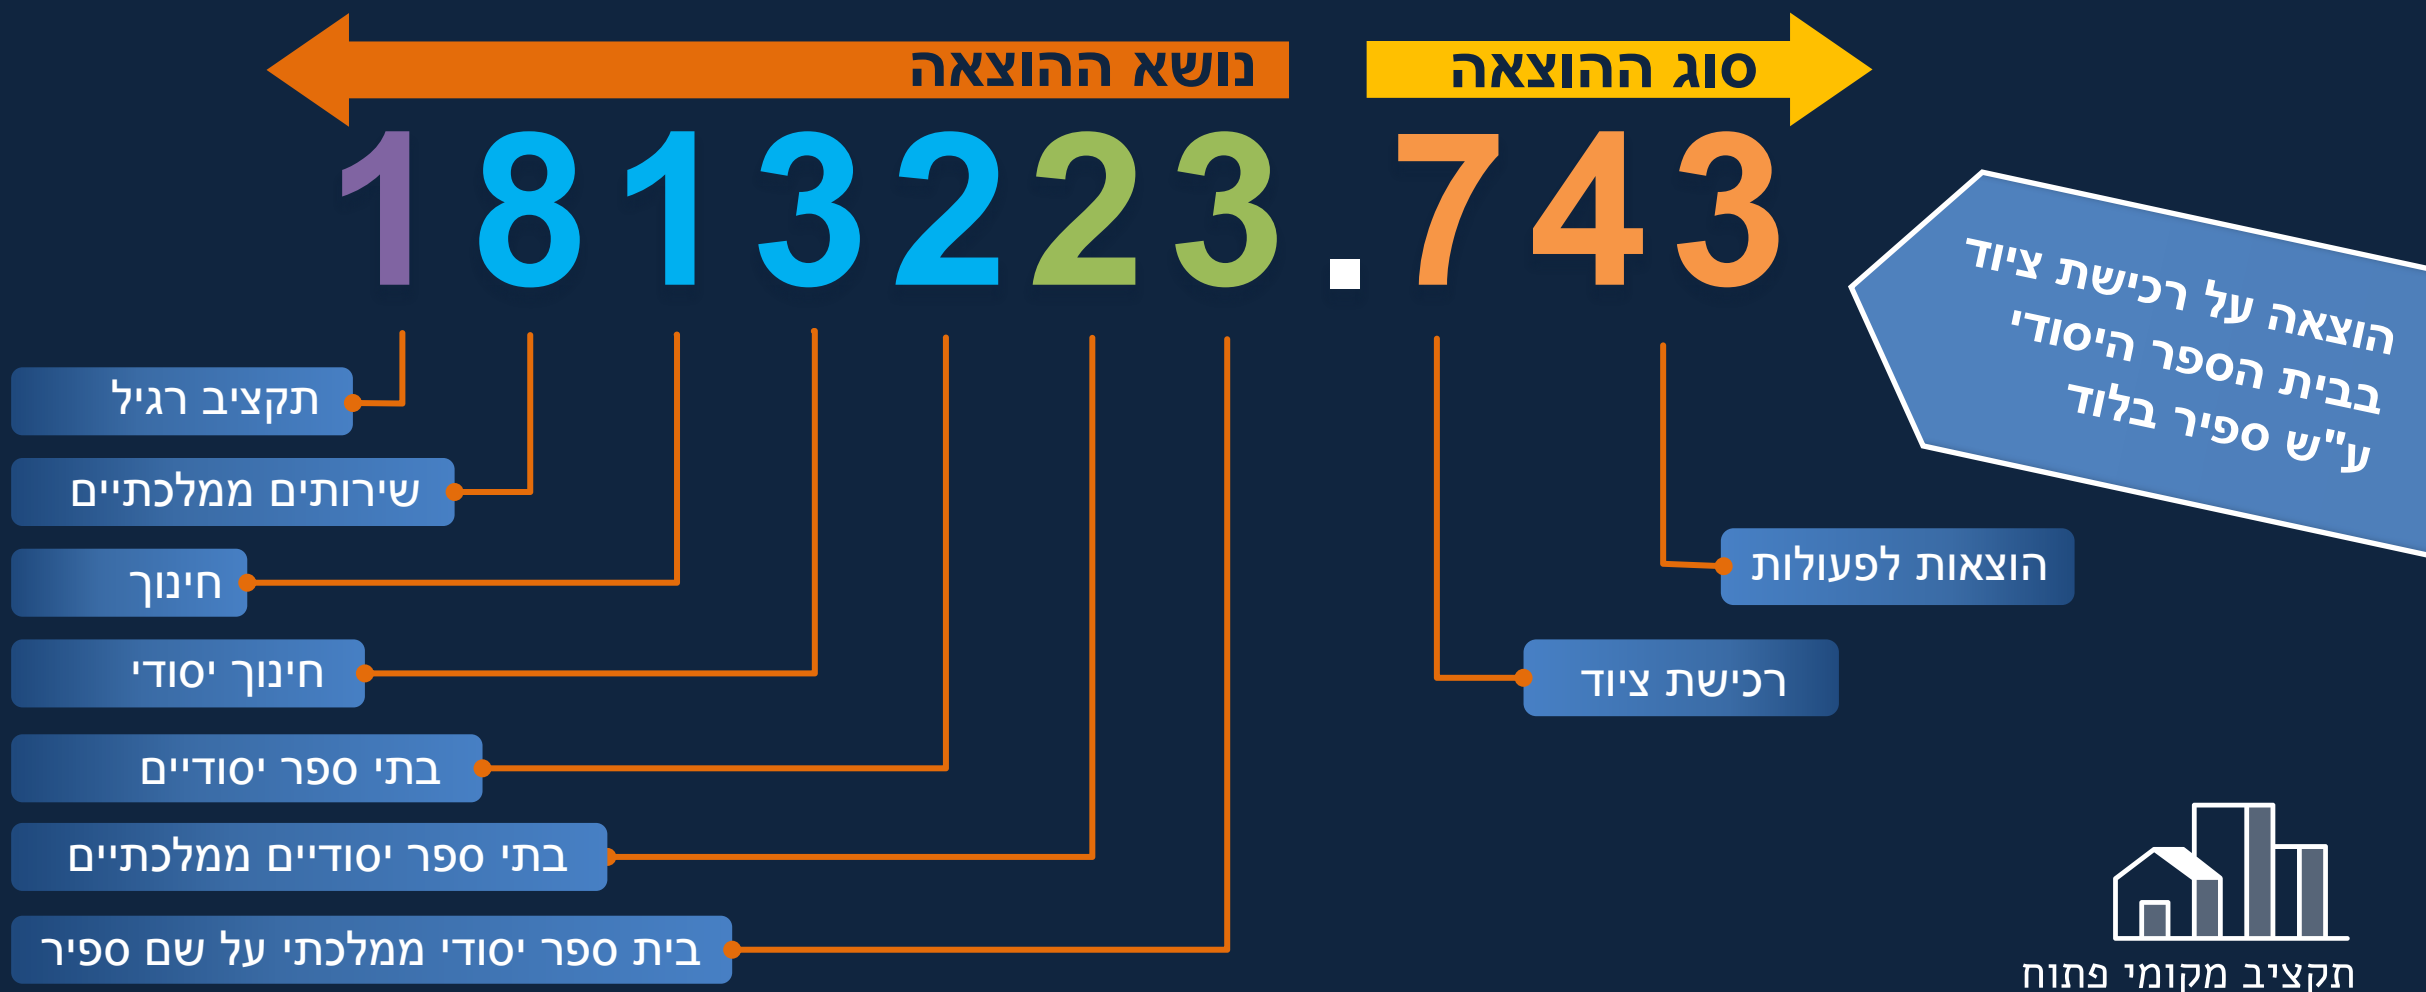 נושא ההוצאה
סוג ההוצאה
1813223.743
הוצאה על רכישת ציוד
בבית הספר היסודי
ע"ש ספיר בלוד
תקציב רגיל
שירותים ממלכתיים
חינוך
חינוך יסודי
בתי ספר יסודיים
בתי ספר יסודיים ממלכתיים
בית ספר יסודי ממלכתי על שם ספיר
הוצאות לפעולות
רכישת ציוד
תקציב מקומי פתוח